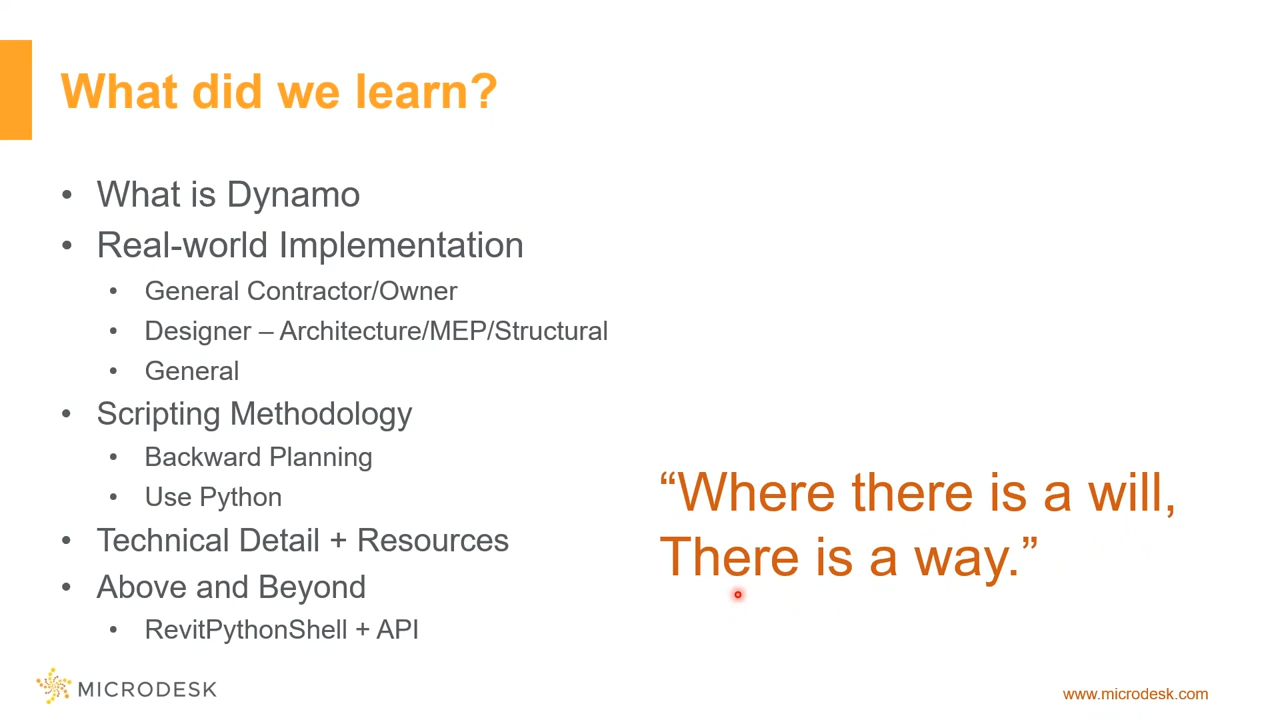 What did we learn?
• What is Dynamo
• Real-world Implementation
• General Contractor/Owner
• Designer – Architecture/MEP/Structural
• General
• Scripting Methodology
• Backward Planning
• Use Python
• Technical Detail + Resources
• Above and Beyond
• RevitPythonShell + API
“Where there is a will,
There is a way.”
MICRODESK
www.microdesk.com